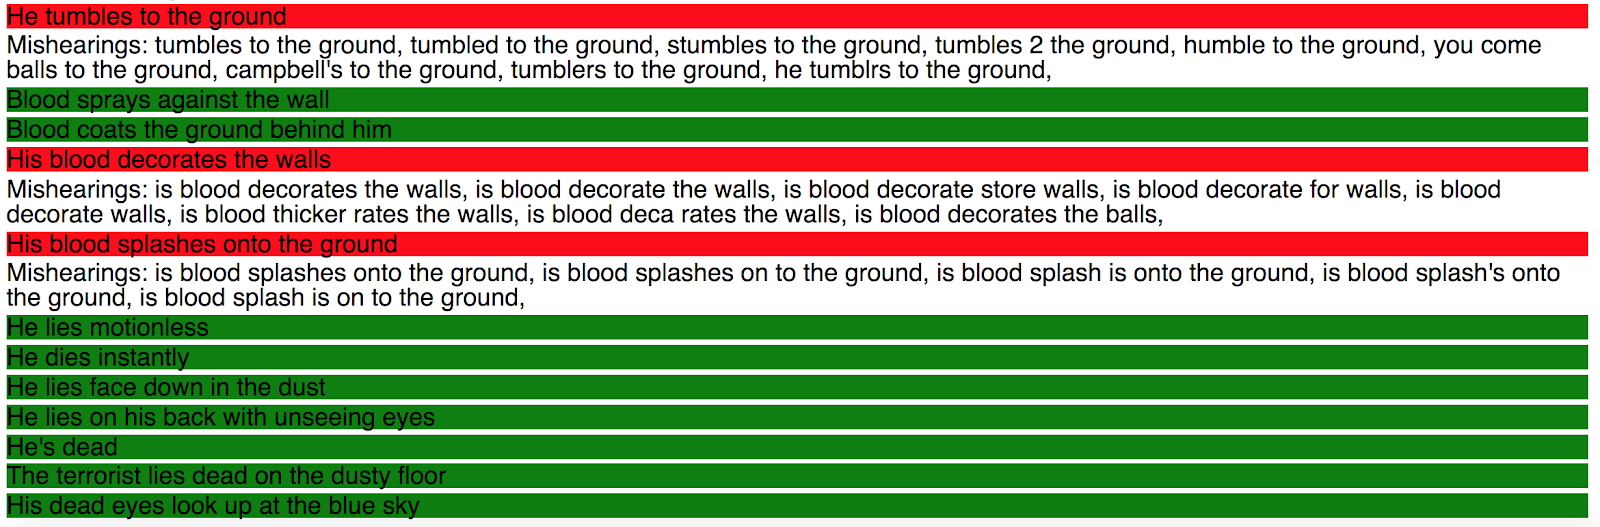 He tumbles to the ground
Mishearings: tumbles to the ground, tumbled to the ground, stumbles to the ground, tumbles 2 the ground, humble to the ground, you come
balls to the ground, campbell's to the ground, tumblers to the ground, he tumblrs to the ground,
Blood sprays against the wall
Blood coats the ground behind him
His blood decorates the walls
Mishearings: is blood decorates the walls, is blood decorate the walls, is blood decorate store walls, is blood decorate for walls, is blood
decorate walls, is blood thicker rates the walls, is blood deca rates the walls, is blood decorates the balls,
His blood splashes onto the ground
Mishearings: is blood splashes onto the ground, is blood splashes on to the ground, is blood splash is onto the ground, is blood splash's onto
the ground, is blood splash is on to the ground,
He lies motionless
He dies instantly
He lies face down in the dust
He lies on his back with unseeing eyes
He's dead
The terrorist lies dead on the dusty floor
His dead eyes look up at the blue sky